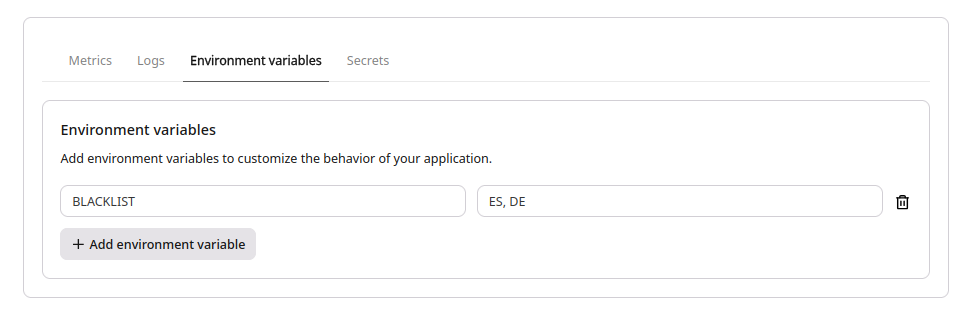 Metrics Logs Environment variables Secrets
Environment variables
Add environment variables to customize the behavior of your application.
BLACKLIST ES, DE
+ Add environment variable